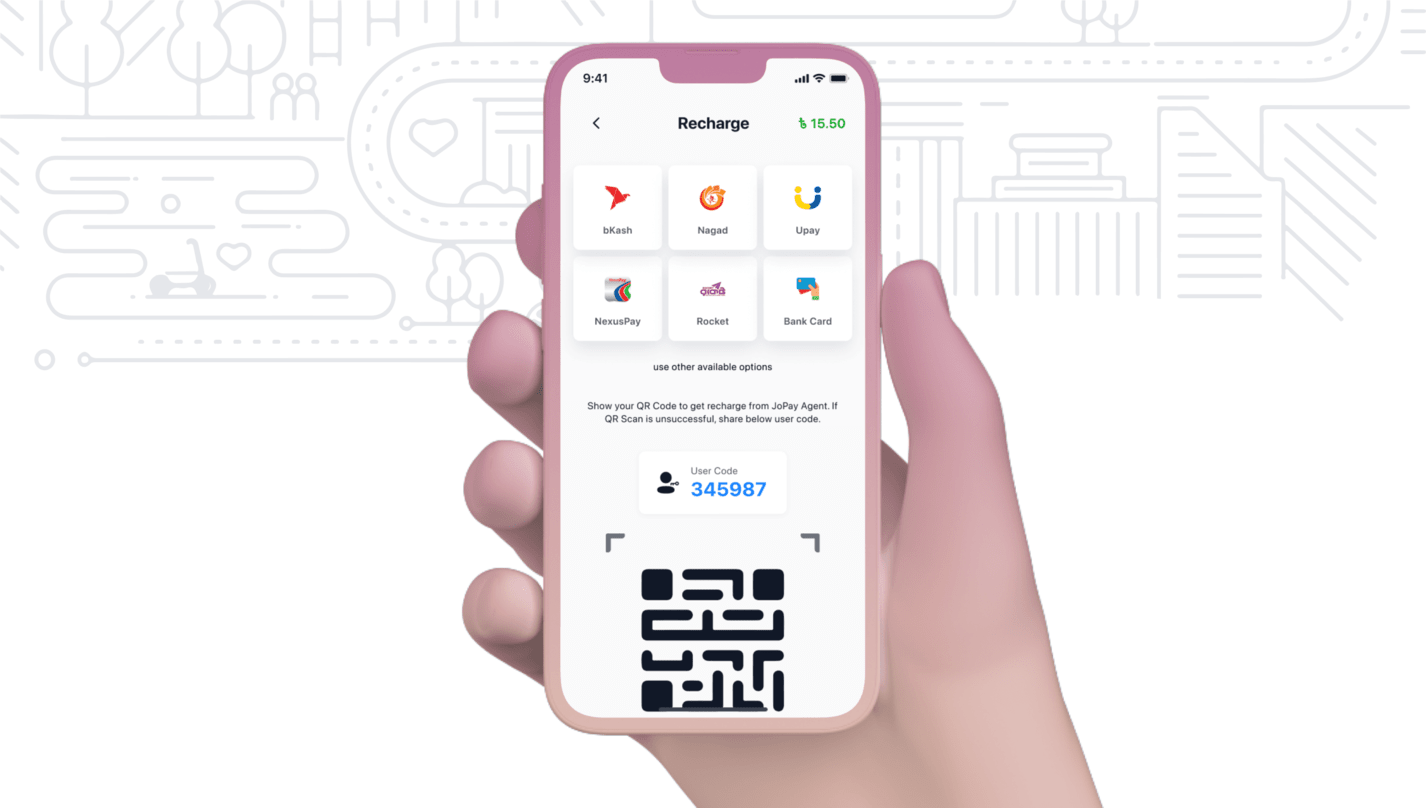 9:41
Recharge
৳ 15.50
bKash
Nagad
Upay
NexusPay
Rocket
Bank Card
use other available options
Show your QR Code to get recharge from JoPay Agent. If
QR Scan is unsuccessful, share below user code.
User Code
345987